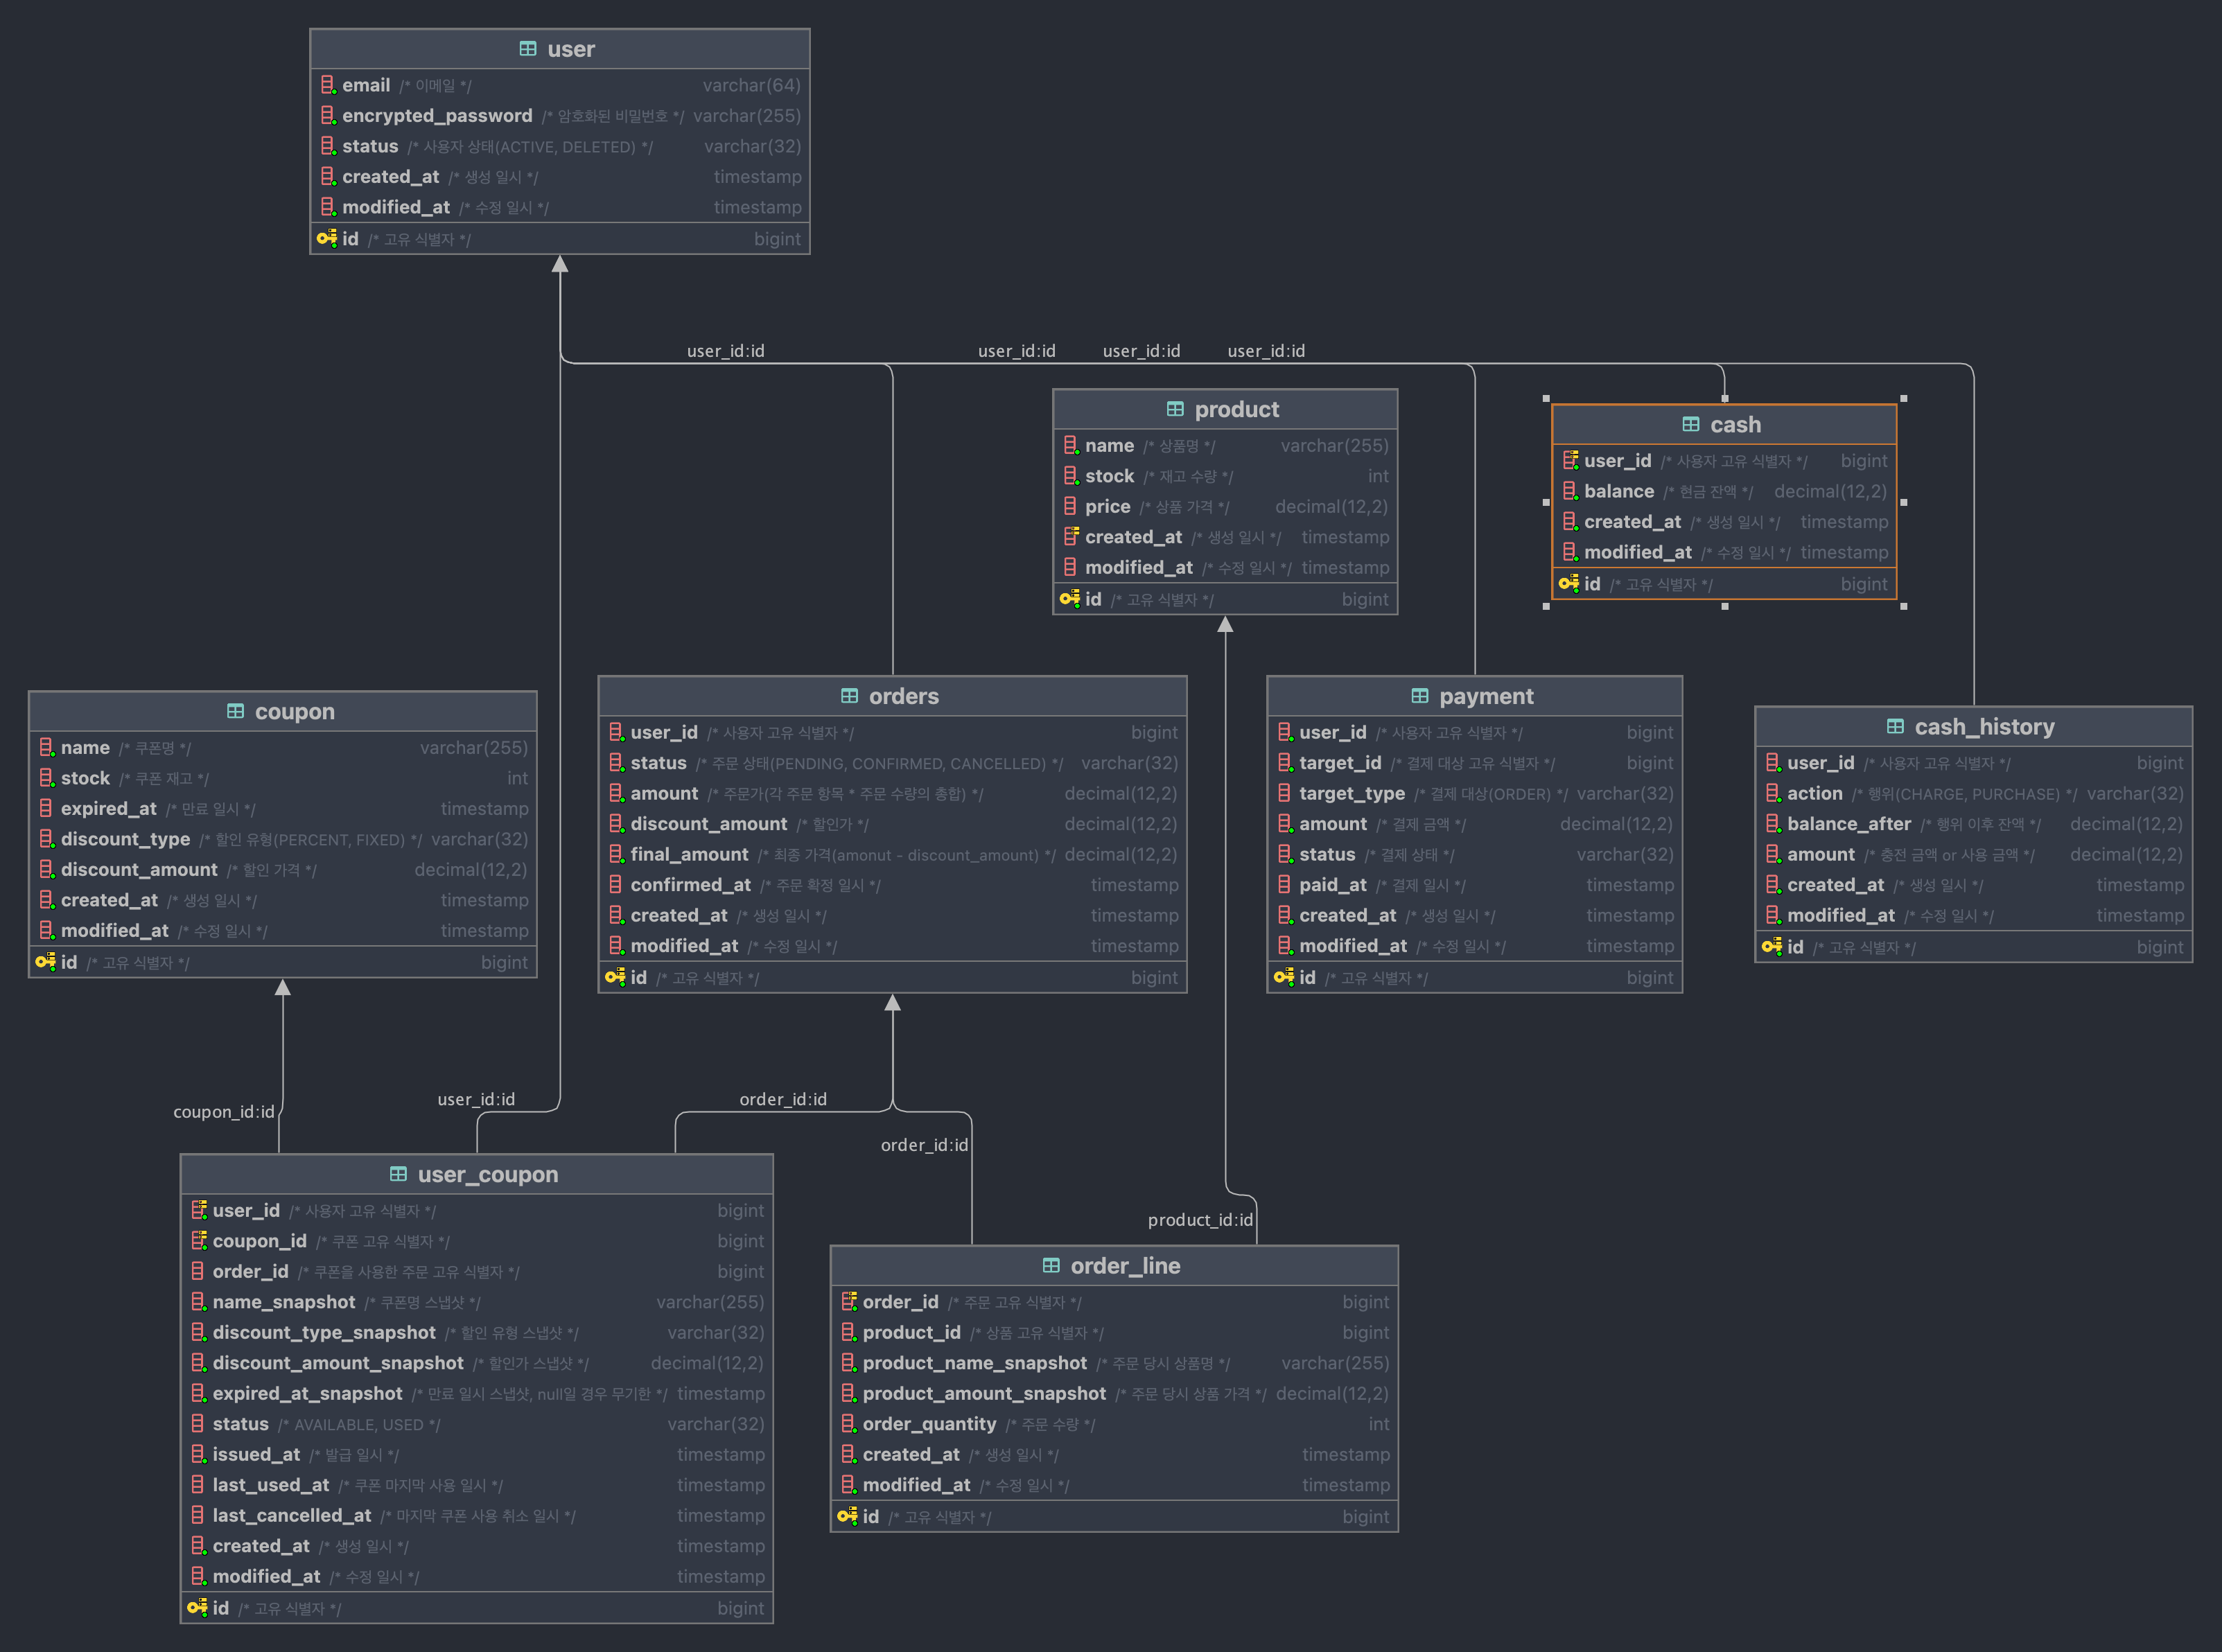 user
email /* 이메일 */ varchar(64)
encrypted_password /* 암호화된 비밀번호 */ varchar(255)
status /* 사용자 상태(ACTIVE, DELETED) */ varchar(32)
created_at /* 생성 일시 */ timestamp
modified_at /* 수정 일시 */ timestamp
id /* 고유 식별자 */ bigint
user_id:id
user_id:id
user_id:id
user_id:id
product
name /* 상품명 */ varchar(255)
stock /* 재고 수량 */ int
price /* 상품 가격 */ decimal(12,2)
created_at /* 생성 일시 */ timestamp
modified_at /* 수정 일시 */ timestamp
id /* 고유 식별자 */ bigint
cash
user_id /* 사용자 고유 식별자 */ bigint
balance /* 현금 잔액 */ decimal(12,2)
created_at /* 생성 일시 */ timestamp
modified_at /* 수정 일시 */ timestamp
id /* 고유 식별자 */ bigint
coupon
name /* 쿠폰명 */ varchar(255)
stock /* 쿠폰 재고 */ int
expired_at /* 만료 일시 */ timestamp
discount_type /* 할인 유형(PERCENT, FIXED) */ varchar(32)
discount_amount /* 할인 가격 */ decimal(12,2)
created_at /* 생성 일시 */ timestamp
modified_at /* 수정 일시 */ timestamp
id /* 고유 식별자 */ bigint
orders
user_id /* 사용자 고유 식별자 */ bigint
status /* 주문 상태(PENDING, CONFIRMED, CANCELLED) */ varchar(32)
amount /* 주문가(각 주문 항목 * 주문 수량의 총합) */ decimal(12,2)
discount_amount /* 할인가 */ decimal(12,2)
final_amount /* 최종 가격(amonut - discount_amount) */ decimal(12,2)
confirmed_at /* 주문 확정 일시 */ timestamp
created_at /* 생성 일시 */ timestamp
modified_at /* 수정 일시 */ timestamp
id /* 고유 식별자 */ bigint
payment
user_id /* 사용자 고유 식별자 */ bigint
target_id /* 결제 대상 고유 식별자 */ bigint
target_type /* 결제 대상(ORDER) */ varchar(32)
amount /* 결제 금액 */ decimal(12,2)
status /* 결제 상태 */ varchar(32)
paid_at /* 결제 일시 */ timestamp
created_at /* 생성 일시 */ timestamp
modified_at /* 수정 일시 */ timestamp
id /* 고유 식별자 */ bigint
cash_history
user_id /* 사용자 고유 식별자 */ bigint
action /* 행위(CHARGE, PURCHASE) */ varchar(32)
balance_after /* 행위 이후 잔액 */ decimal(12,2)
amount /* 충전 금액 or 사용 금액 */ decimal(12,2)
created_at /* 생성 일시 */ timestamp
modified_at /* 수정 일시 */ timestamp
id /* 고유 식별자 */ bigint
coupon_id:id
user_id:id
order_id:id
order_id:id
product_id:id
user_coupon
user_id /* 사용자 고유 식별자 */ bigint
coupon_id /* 쿠폰 고유 식별자 */ bigint
order_id /* 쿠폰을 사용한 주문 고유 식별자 */ bigint
name_snapshot /* 쿠폰명 스냅샷 */ varchar(255)
discount_type_snapshot /* 할인 유형 스냅샷 */ varchar(32)
discount_amount_snapshot /* 할인가 스냅샷 */ decimal(12,2)
expired_at_snapshot /* 만료 일시 스냅샷, null일 경우 무기한 */ timestamp
status /* AVAILABLE, USED */ varchar(32)
issued_at /* 발급 일시 */ timestamp
last_used_at /* 쿠폰 마지막 사용 일시 */ timestamp
last_cancelled_at /* 마지막 쿠폰 사용 취소 일시 */ timestamp
created_at /* 생성 일시 */ timestamp
modified_at /* 수정 일시 */ timestamp
id /* 고유 식별자 */ bigint
order_line
order_id /* 주문 고유 식별자 */ bigint
product_id /* 상품 고유 식별자 */ bigint
product_name_snapshot /* 주문 당시 상품명 */ varchar(255)
product_amount_snapshot /* 주문 당시 상품 가격 */ decimal(12,2)
order_quantity /* 주문 수량 */ int
created_at /* 생성 일시 */ timestamp
modified_at /* 수정 일시 */ timestamp
id /* 고유 식별자 */ bigint